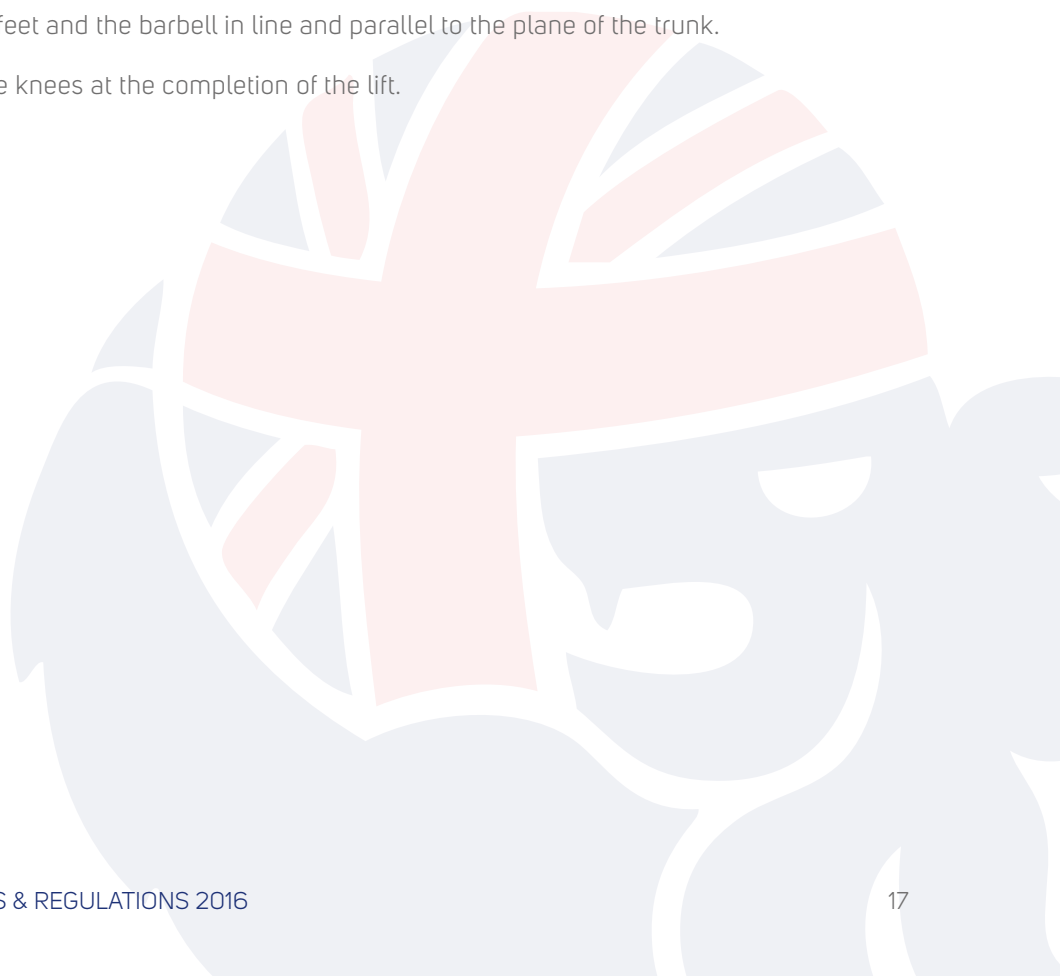 feet and the barbell in line and parallel to the plane of the trunk.
knees at the completion of the lift.
& REGULATIONS 2016
17